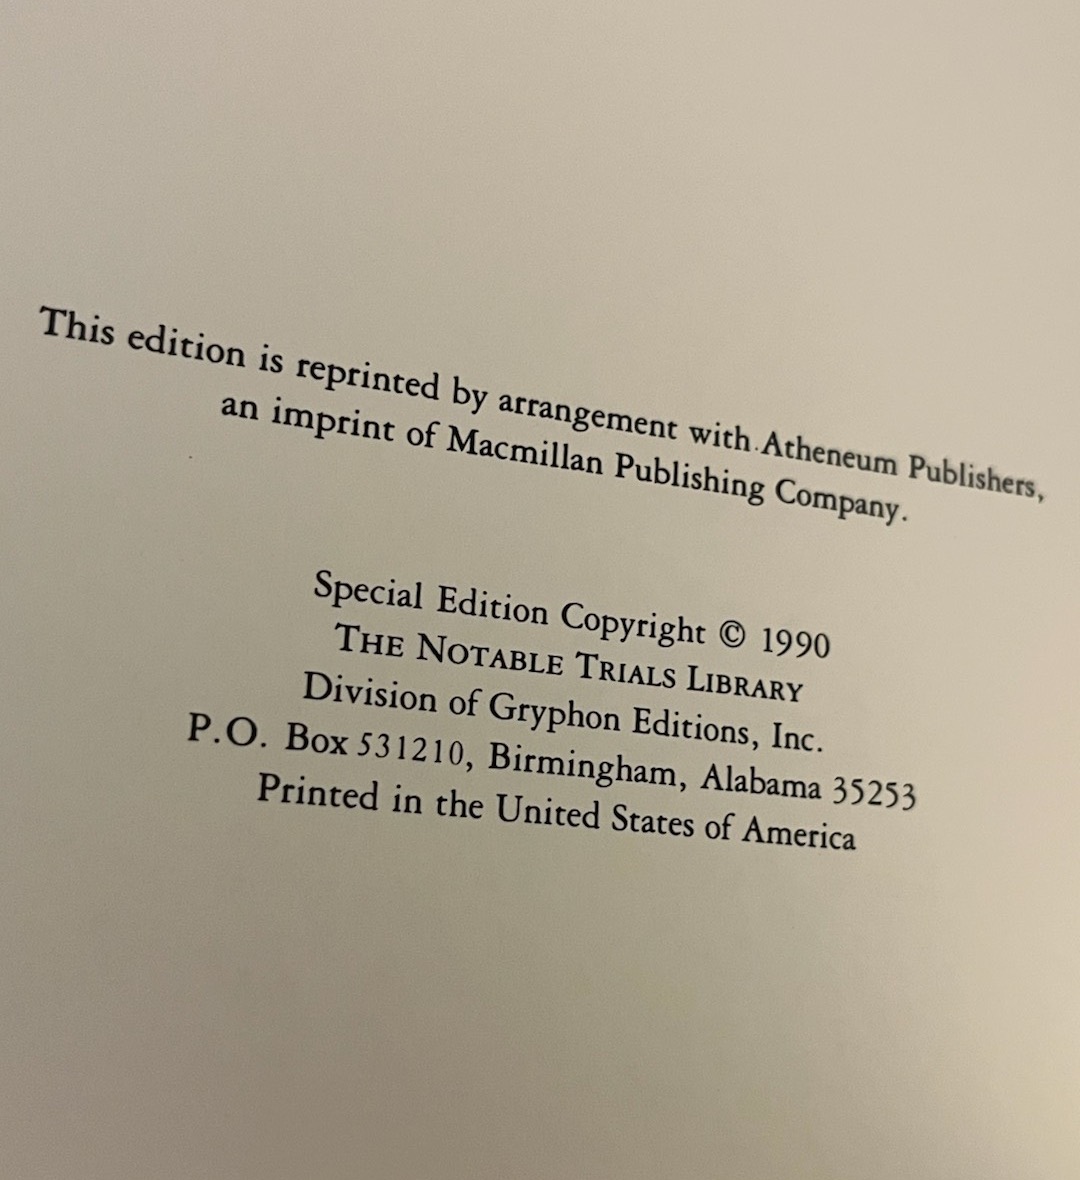 This edition is reprinted by arrangement with Atheneum Publishers,
an imprint of Macmillan Publishing Company.
Special Edition Copyright © 1990
THE NOTABLE TRIALS LIBRARY
Division of Gryphon Editions, Inc.
P.O. Box 531210, Birmingham, Alabama 35253
Printed in the United States of America